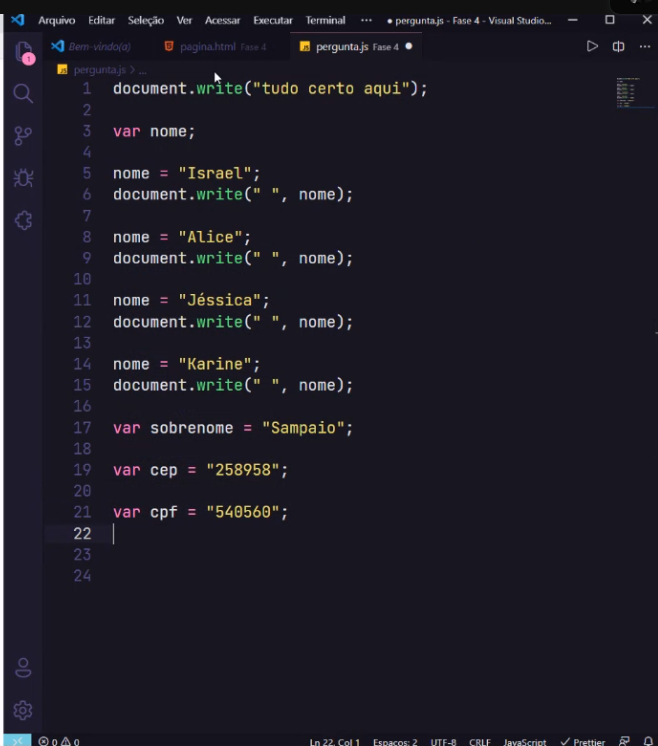 Arquivo Editar Seleção Ver Acessar Executar Terminal ··· ● pergunta.js - Fase 4 - Visual Studio...
Bem-vindo(a) pagina.html Fase 4 JS pergunta.js Fase 4 ●
1
JS pergunta.js > ...
1 document.write("tudo certo aqui");
2
3 var nome;
4
5 nome = "Israel";
6 document.write(" ", nome);
7
8 nome = "Alice";
9 document.write(" ", nome);
10
11 nome = "Jéssica";
12 document.write(" ", nome);
13
14 nome = "Karine";
15 document.write(" ", nome);
16
17 var sobrenome = "Sampaio";
18
19 var cep = "258958";
20
21 var cpf = "540560";
22
23
24
0 0 Ln 22, Col 1 Espaços: 2 UTF-8 CRLF JavaScript Prettier